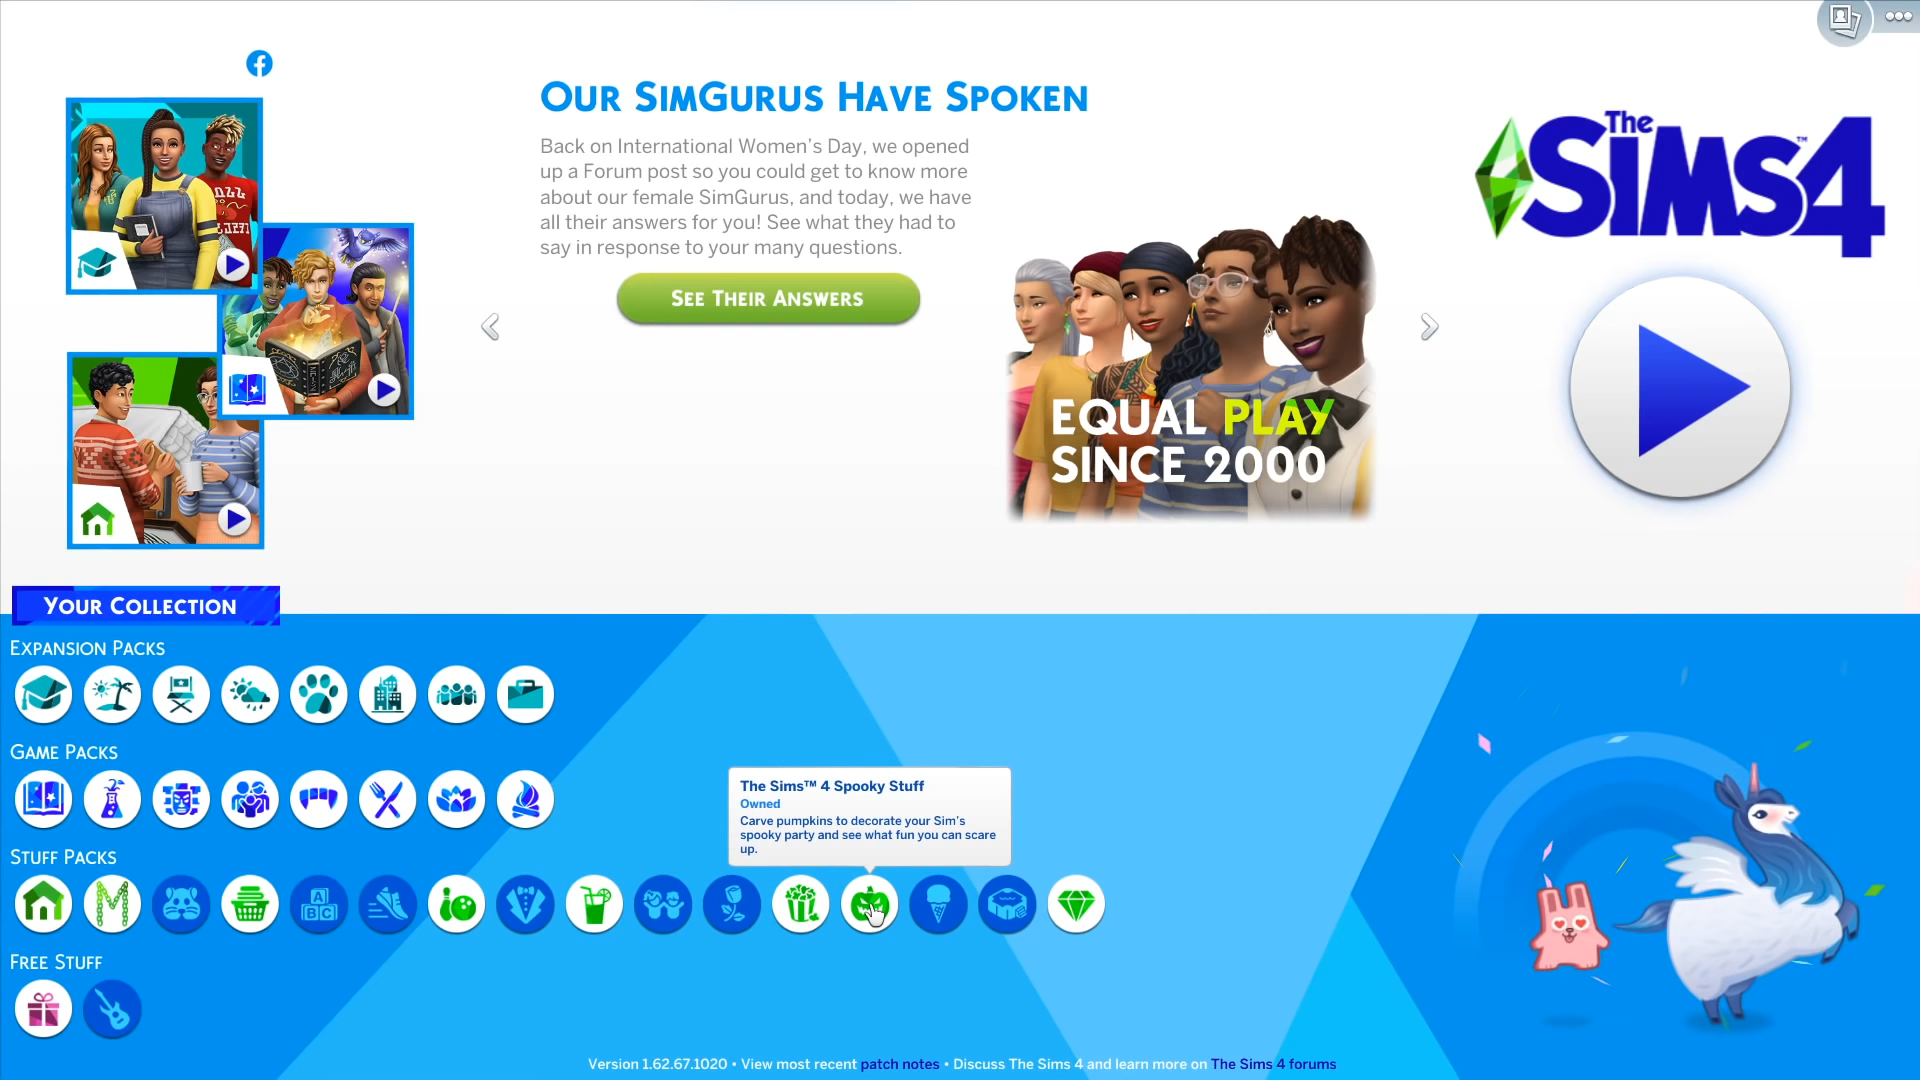 OUR SIMGURUS HAVE SPOKEN
Back on International Women's Day, we opened
up a Forum post so you could get to know more
about our female SimGurus, and today, we have
all their answers for you! See what they had to
say in response to your many questions.
SEE THEIR ANSWERS
EQUAL PLAY
SINCE 2000
The
SiMS 4
™
YOUR COLLECTION
EXPANSION PACKS
GAME PACKS
The Sims™ 4 Spooky Stuff
Owned
Carve pumpkins to decorate your Sim's
spooky party and see what fun you can scare
up.
STUFF PACKS
A
B C
FREE STUFF
Version 1.62.67.1020 • View most recent patch notes • Discuss The Sims 4 and learn more on The Sims 4 forums